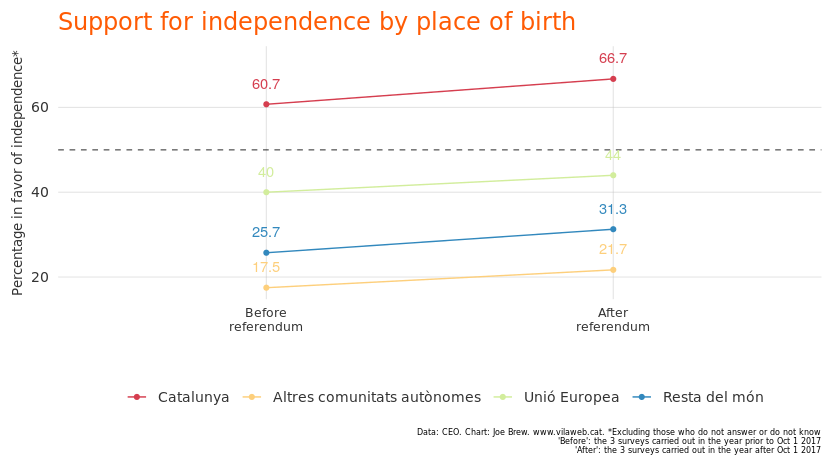 Support for independence by place of birth
Percentage in favor of independence*
60
40
20
60.7
66.7
40
44
25.7
31.3
17.5
21.7
Before
referendum
After
referendum
Catalunya
Altres comunitats autònomes
Unió Europea
Resta del món
Data: CEO. Chart: Joe Brew. www.vilaweb.cat. *Excluding those who do not answer or do not know
'Before': the 3 surveys carried out in the year prior to Oct 1 2017
'After': the 3 surveys carried out in the year after Oct 1 2017